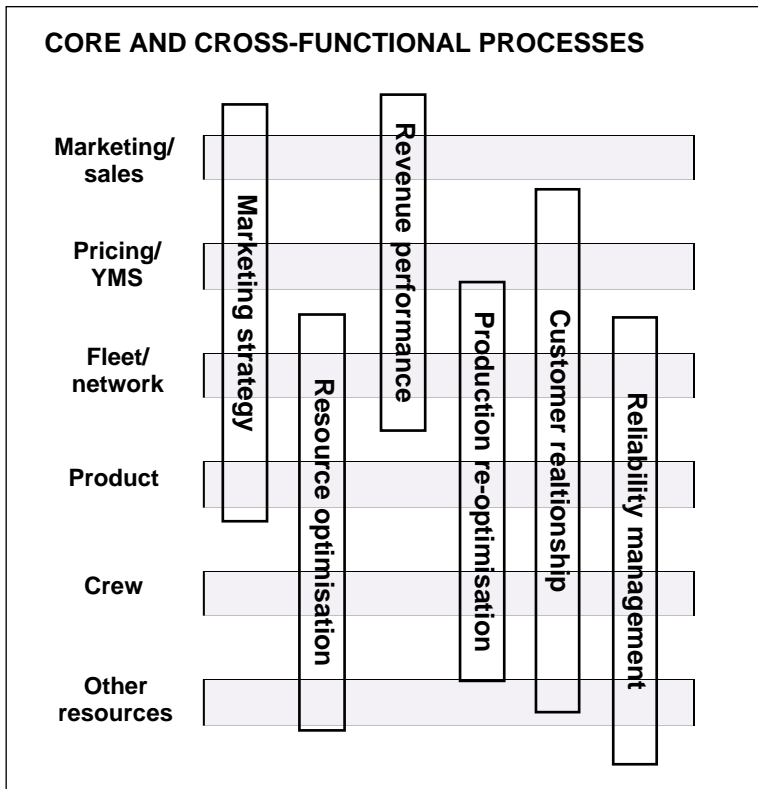 CORE AND CROSS-FUNCTIONAL PROCESSES
Marketing/
sales
Pricing/
YMS
Fleet/
network
Product
Crew
Other
resources
Marketing strategy
Resource optimisation
Revenue performance
Production re-optimisation
Customer realtionship
Reliability management